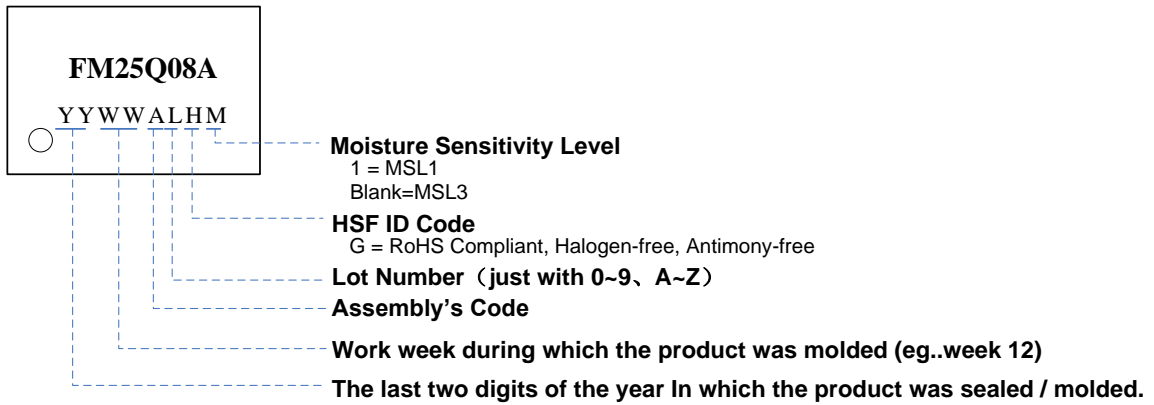 FM25Q08A
YYWWALHM
Moisture Sensitivity Level
1 = MSL1
Blank=MSL3
HSF ID Code
G = RoHS Compliant, Halogen-free, Antimony-free
Lot Number（just with 0~9、A~Z）
Assembly's Code
Work week during which the product was molded (eg..week 12)
The last two digits of the year In which the product was sealed / molded.